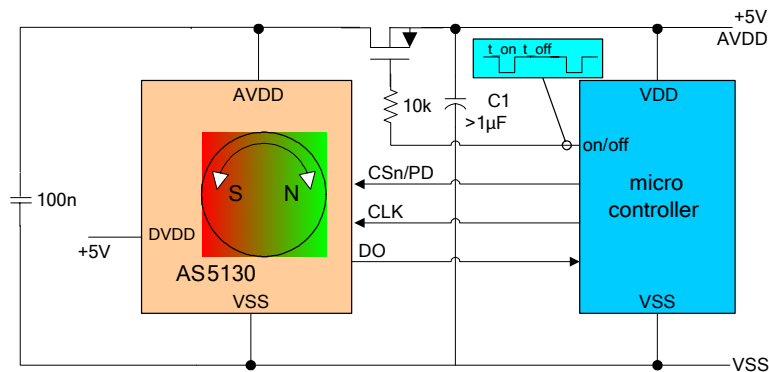 +5V
AVDD
t_on t_off
AVDD
10k
C1
>1µF
VDD
on/off
S
N
CSn/PD
micro
controller
100n
CLK
DVDD
+5V
DO
AS5130
VSS
VSS
VSS